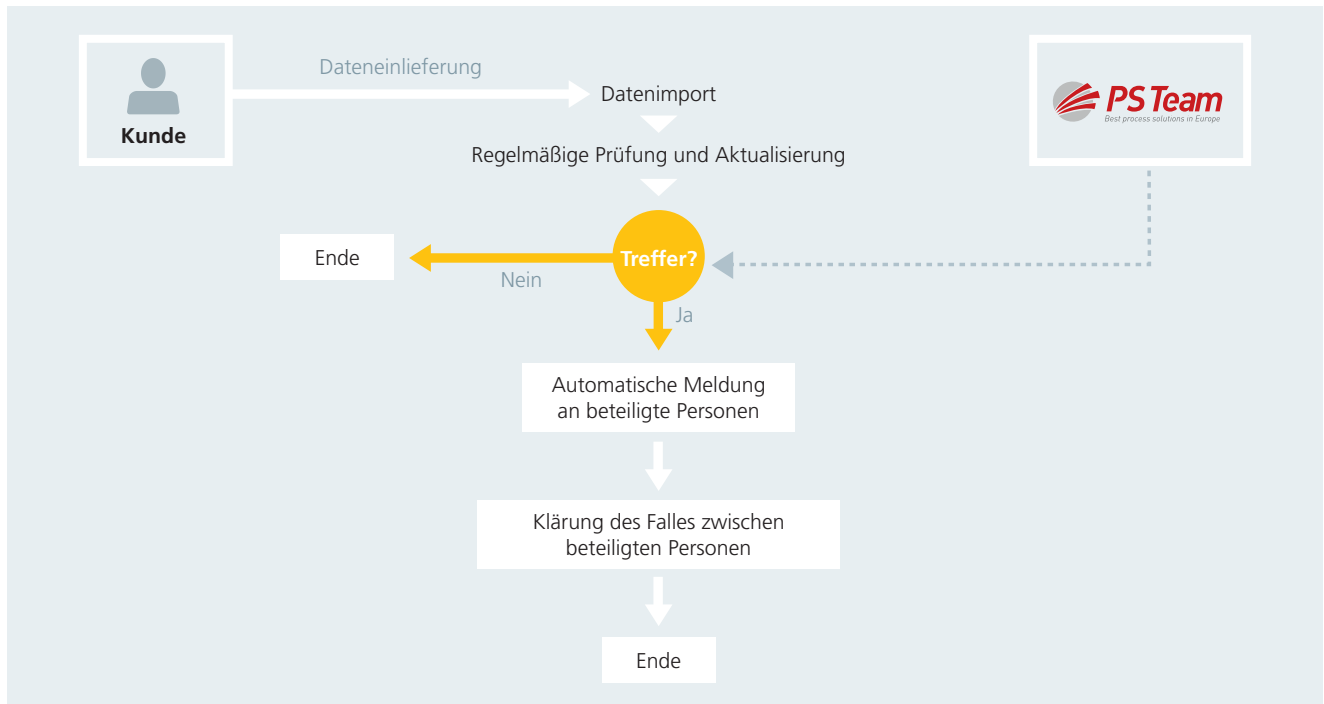 Dateneinlieferung
Kunde
Datenimport
PS Team
Best process solutions in Europe
Regelmäßige Prüfung und Aktualisierung
Ende
Nein
Treffer?
Ja
Automatische Meldung
an beteiligte Personen
Klärung des Falles zwischen
beteiligten Personen
Ende